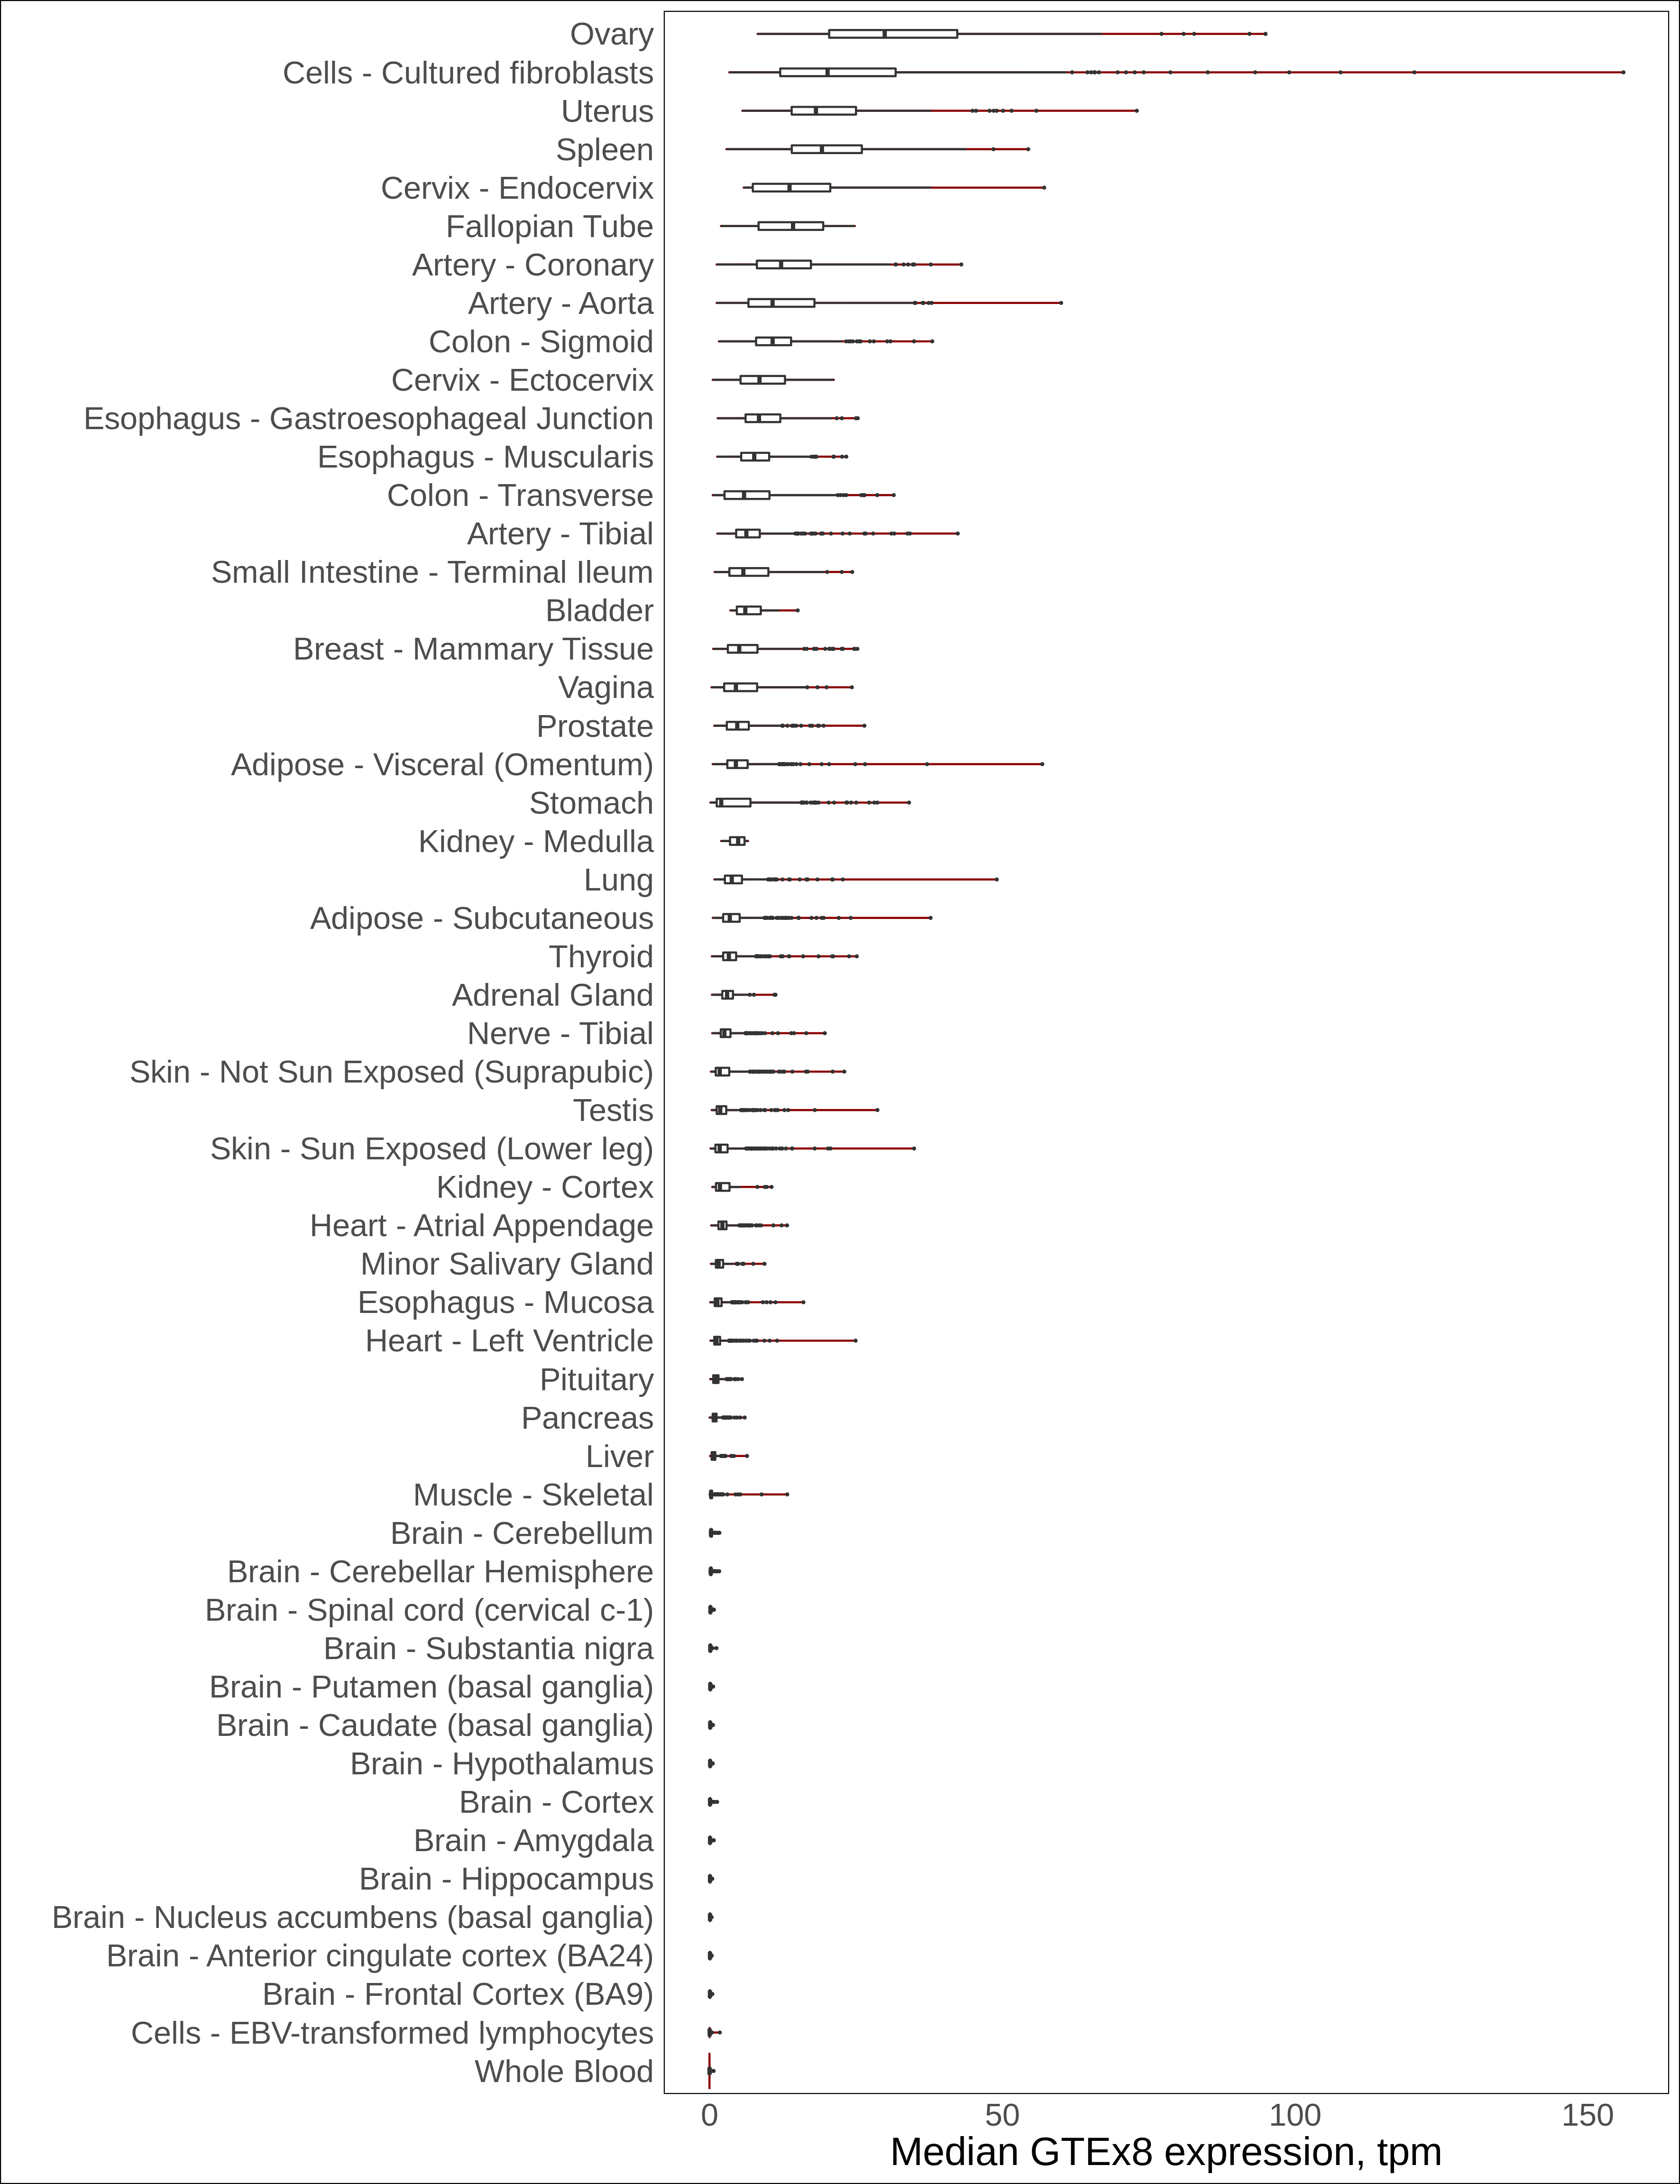 Ovary
Cells - Cultured fibroblasts
Uterus
Spleen
Cervix - Endocervix
Fallopian Tube
Artery - Coronary
Artery - Aorta
Colon - Sigmoid
Cervix - Ectocervix
Esophagus - Gastroesophageal Junction
Esophagus - Muscularis
Colon - Transverse
Artery - Tibial
Small Intestine - Terminal Ileum
Bladder
Breast - Mammary Tissue
Vagina
Prostate
Adipose - Visceral (Omentum)
Stomach
Kidney - Medulla
Lung
Adipose - Subcutaneous
Thyroid
Adrenal Gland
Nerve - Tibial
Skin - Not Sun Exposed (Suprapubic)
Testis
Skin - Sun Exposed (Lower leg)
Kidney - Cortex
Heart - Atrial Appendage
Minor Salivary Gland
Esophagus - Mucosa
Heart - Left Ventricle
Pituitary
Pancreas
Liver
Muscle - Skeletal
Brain - Cerebellum
Brain - Cerebellar Hemisphere
Brain - Spinal cord (cervical c-1)
Brain - Substantia nigra
Brain - Putamen (basal ganglia)
Brain - Caudate (basal ganglia)
Brain - Hypothalamus
Brain - Cortex
Brain - Amygdala
Brain - Hippocampus
Brain - Nucleus accumbens (basal ganglia)
Brain - Anterior cingulate cortex (BA24)
Brain - Frontal Cortex (BA9)
Cells - EBV-transformed lymphocytes
Whole Blood
0 50 100 150
Median GTEx8 expression, tpm